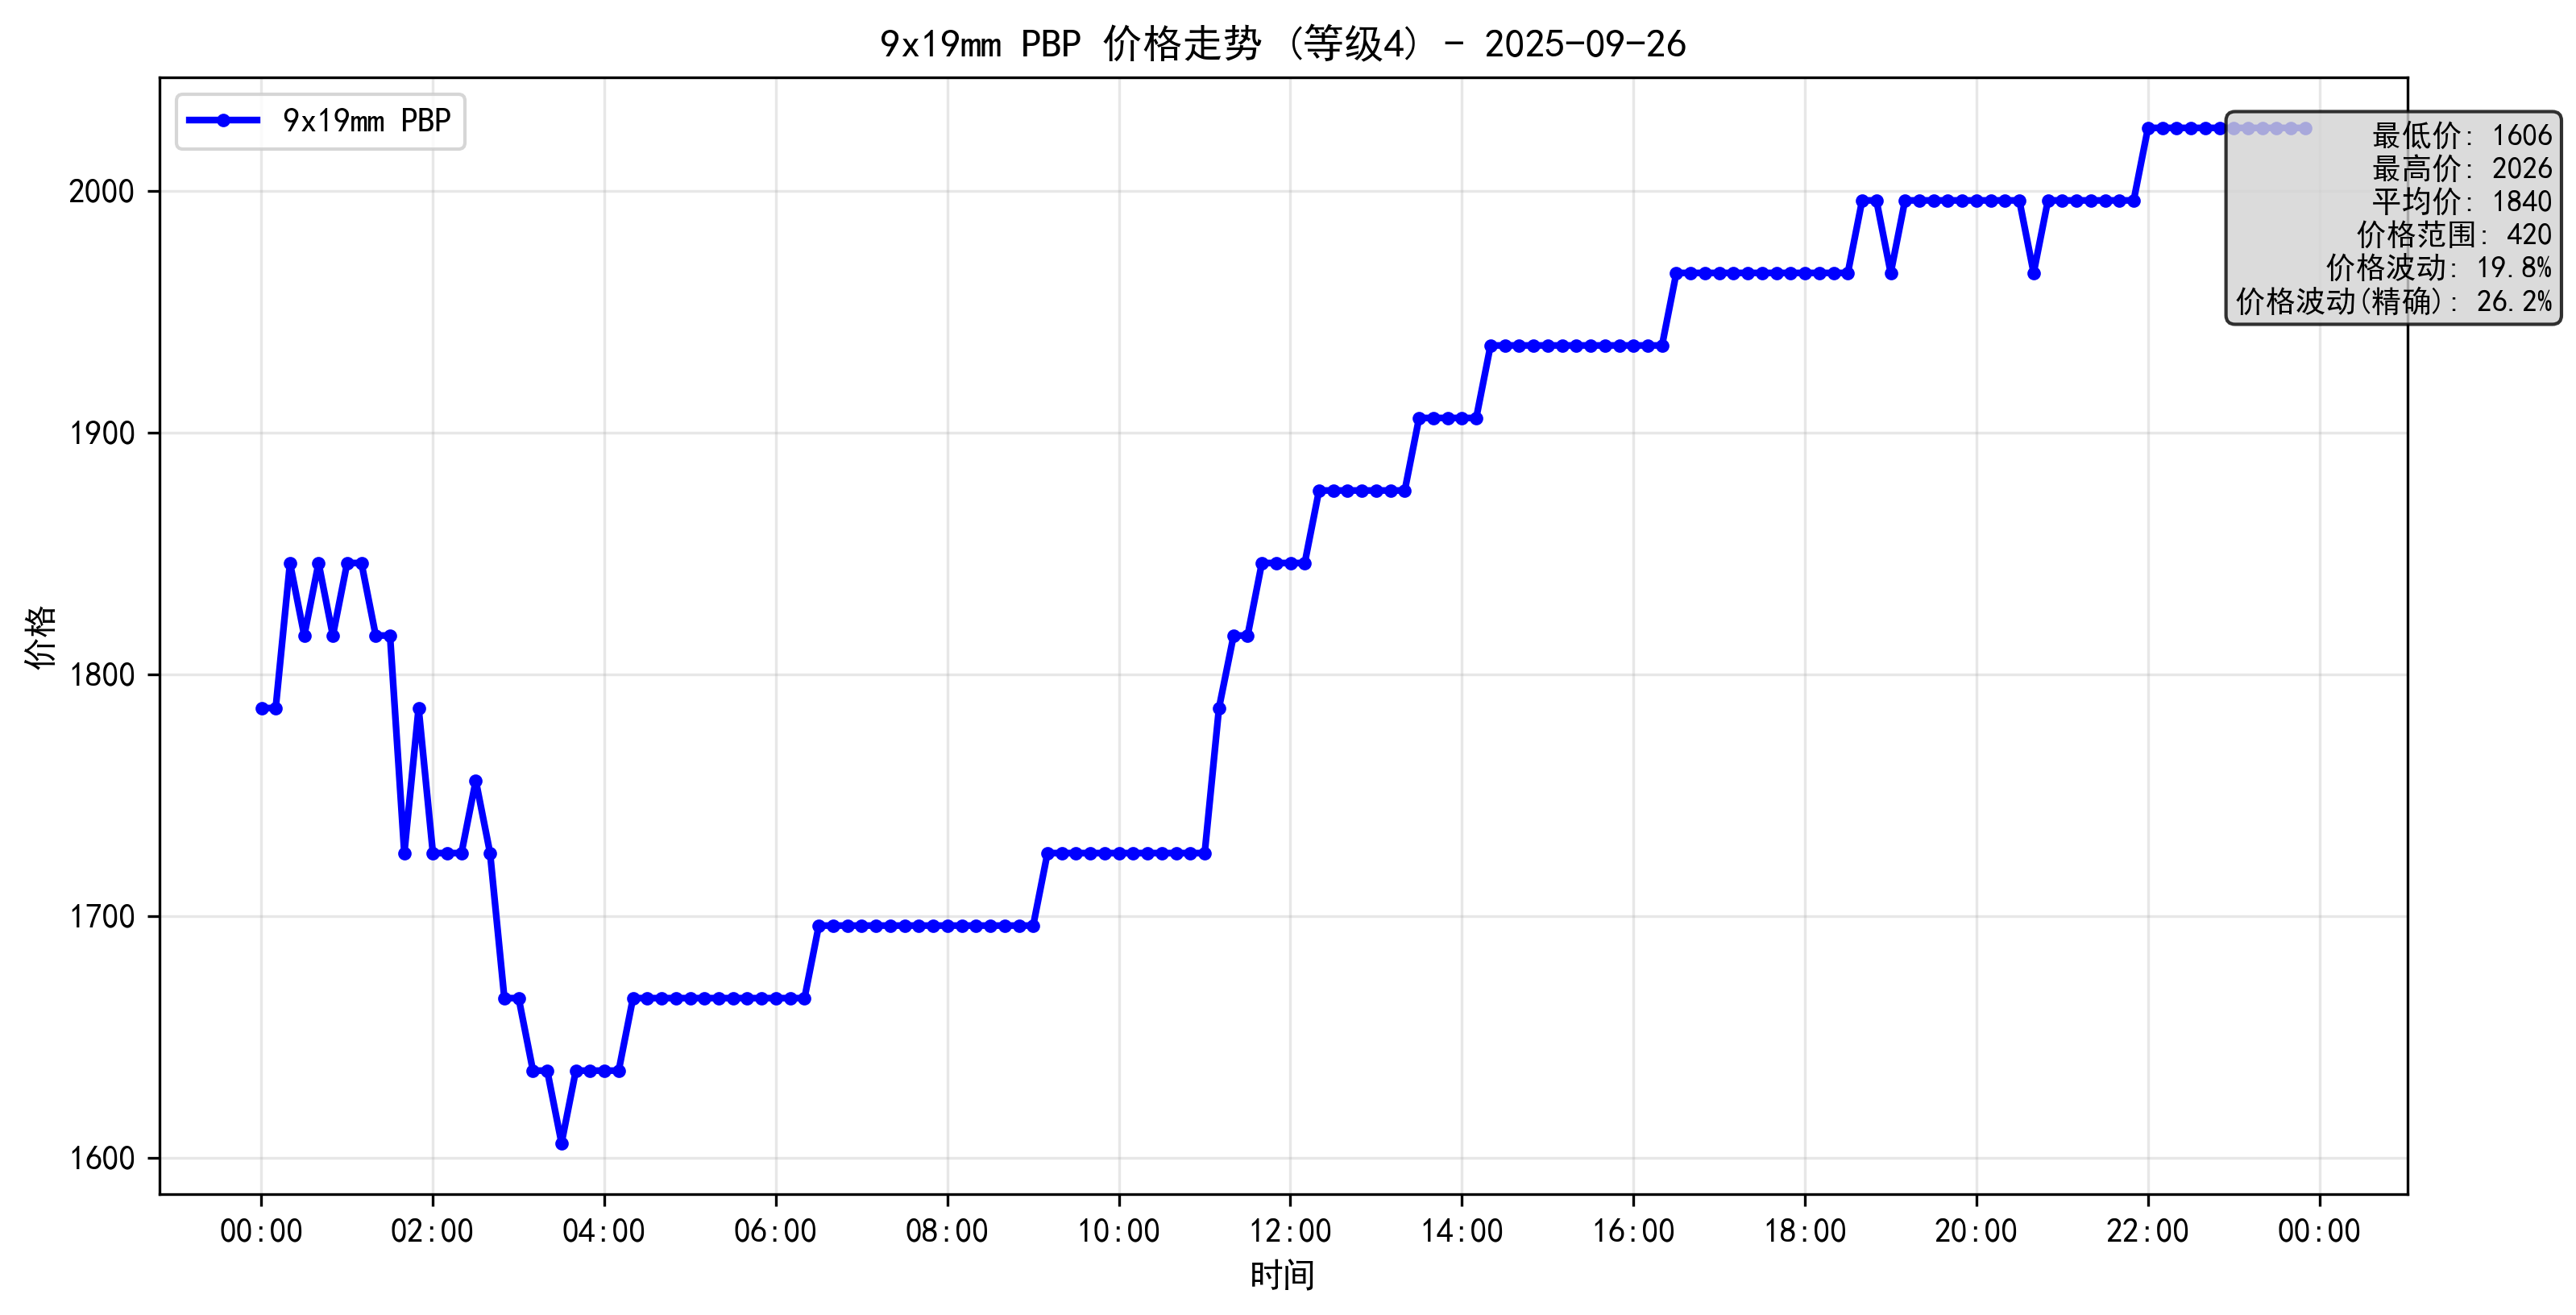 9x19mm PBP 价格走势 (等级4) - 2025-09-26
9x19mm PBP
最低价: 1606
最高价: 2026
平均价: 1840
价格范围: 420
价格波动: 19.8%
价格波动(精确): 26.2%
2000
1900
1800
1700
1600
价格
00:00 02:00 04:00 06:00 08:00 10:00 12:00 14:00 16:00 18:00 20:00 22:00 00:00
时间